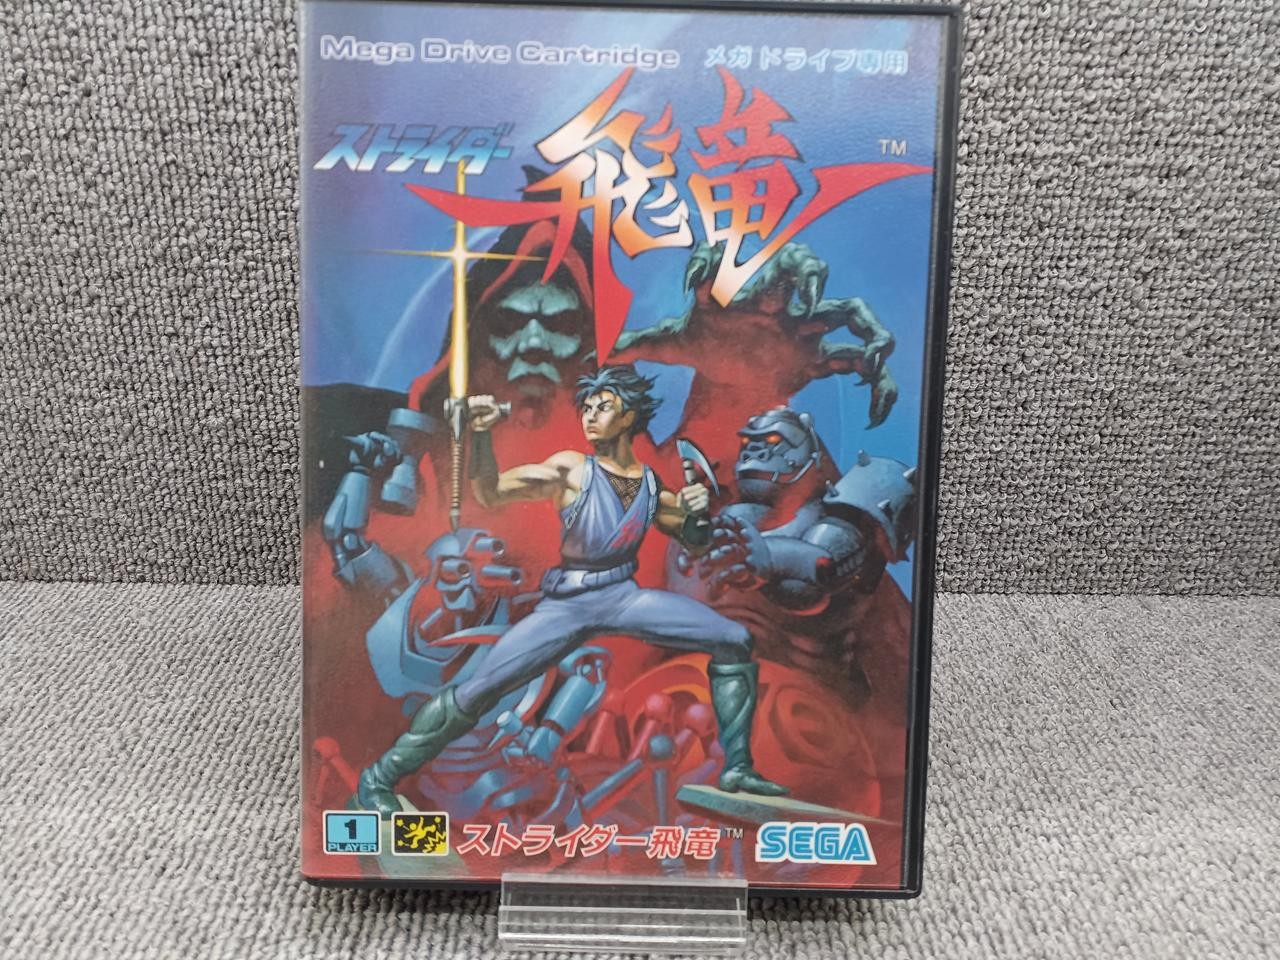 Mega Drive Cartridge メガドライブ専用
ストライダー 飛竜 TM
1
PLAYER
ストライダー飛竜 TM
SEGA